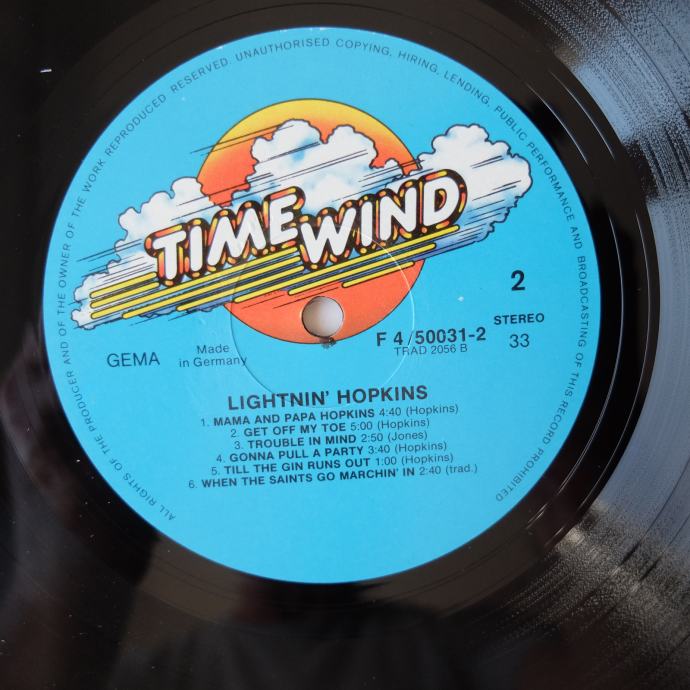 ALL RIGHTS OF THE PRODUCER AND OF THE OWNER OF THE WORK REPRODUCED RESERVED. UNAUTHORISED COPYING, HIRING, LENDING, PUBLIC PERFORMANCE AND BROADCASTING OF THIS RECORD PROHIBITED
TIME WIND
2
STEREO
33
F 4/50031-2
TRAD 2056 B
GEMA
Made
in Germany
LIGHTNIN' HOPKINS
1. MAMA AND PAPA HOPKINS 4:40 (Hopkins)
2. GET OFF MY TOE 5:00 (Hopkins)
3. TROUBLE IN MIND 2:50 (Jones)
4. GONNA PULL A PARTY 3:40 (Hopkins)
5. TILL THE GIN RUNS OUT 1:00 (Hopkins)
6. WHEN THE SAINTS GO MARCHIN' IN 2:40 (trad.)